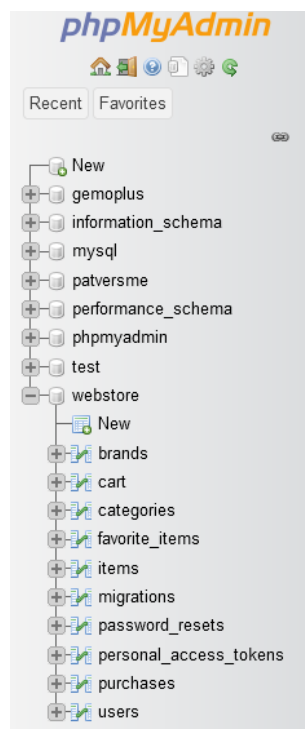 phpMyAdmin
Recent Favorites
New
gemoplus
information_schema
mysql
patversme
performance_schema
phpmyadmin
test
webstore
New
brands
cart
categories
favorite_items
items
migrations
password_resets
personal_access_tokens
purchases
users